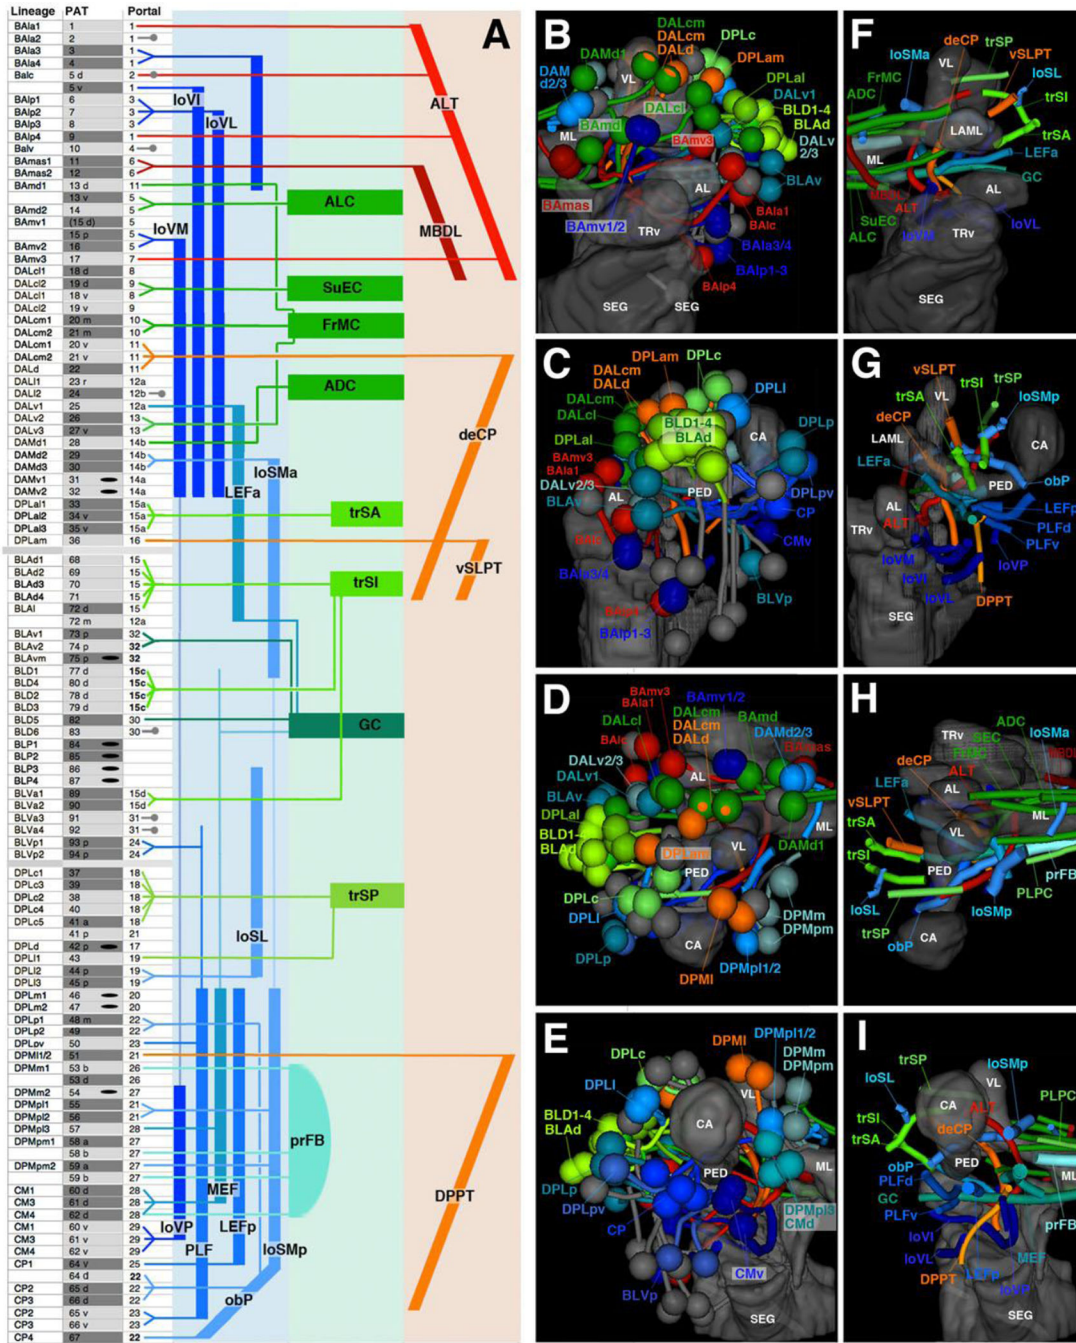 Lineage PAT Portal
BAla1 1 1
BAla2 2 1
BAla3 3 1
BAla4 4 1
Balc 5 d 2
5 v 1
BAlp1 6 3
BAlp2 7 3
BAlp3 8 3
BAlp4 9 1
Balv 10 4
BAmas1 11 6
BAmas2 12 6
BAmd1 13 d 11
13 v 5
BAmd2 14 5
BAmv1 (15 d) 5
15 p 5
BAmv2 16 5
BAmv3 17 7
DALcl1 18 d 8
DALcl2 19 d 9
DALcl1 18 v 8
DALcl2 19 v 9
DALcm1 20 m 10
DALcm2 21 m 10
DALcm1 20 v 11
DALcm2 21 v 11
DALd 22 11
DALl1 23 r 12a
DALl2 24 12b
DALv1 25 12a
DALv2 26 13
DALv3 27 v 13
DAMd1 28 14b
DAMd2 29 14b
DAMd3 30 14b
DAMv1 31 14a
DAMv2 32 14a
DPLal1 33 15a
DPLal2 34 v 15a
DPLal3 35 v 15a
DPLam 36 16
BLAd1 68 15
BLAd2 69 15
BLAd3 70 15
BLAd4 71 15
BLAl 72 d 15
72 m 12a
BLAv1 73 p 32
BLAv2 74 p 32
BLAvm 75 p 32
BLD1 77 d 15c
BLD4 80 d 15c
BLD2 78 d 15c
BLD3 79 d 15c
BLD5 82 30
BLD6 83 30
BLP1 84
BLP2 85
BLP3 86
BLP4 87
BLVa1 89 15d
BLVa2 90 15d
BLVa3 91 31
BLVa4 92 31
BLVp1 93 p 24
BLVp2 94 p 24
DPLc1 37 18
DPLc3 39 18
DPLc2 38 18
DPLc4 40 18
DPLc5 41 a 18
41 p 21
DPLd 42 p 17
DPLl1 43 19
DPLl2 44 p 19
DPLl3 45 p 19
DPLm1 46 20
DPLm2 47 20
DPLp1 48 m 22
DPLp2 49 22
DPLpv 50 23
DPMl1/2 51 21
DPMm1 53 b 26
53 d 26
DPMm2 54 27
DPMpl1 55 21
DPMpl2 56 21
DPMpl3 57 28
DPMpm1 58 a 27
58 b 27
DPMpm2 59 a 27
59 b 27
CM1 60 d 28
CM3 61 d 28
CM4 62 d 28
CM1 60 v 29
CM3 61 v 29
CM4 62 v 29
CP1 64 v 25
64 d 22
CP2 65 d 22
CP3 66 d 22
CP2 65 v 23
CP3 66 v 23
CP4 67 22
A
loVI
loVL
loVM
ALT
MBDL
ALC
SuEC
FrMC
ADC
deCP
LEFa
loSMa
trSA
vSLPT
trSI
GC
loSL
trSP
prFB
MEF
loVP
LEFp
PLF
loSMp
obP
DPPT
B
DALcm
DALcm
DALd
DPLc
DAMd1
DAM
d2/3
VL
DPLam
DPLal
DALv1
BLD1-4
BLAd
DALv
2/3
DALcl
BAmd
BAmv3
ML
AL
BLAv
BAmas
BAla1
BAlc
BAmv1/2
TRv
BAla3/4
BAlp1-3
BAlp4
SEG
SEG
F
deCP
trSP
loSMa
vSLPT
VL
loSL
FrMC
ADC
trSI
LAML
trSA
ML
LEFa
GC
AL
MBDL
ALT
SuEC
ALC
loVM
TRv
loVL
SEG
C
DPLam
DPLc
DALcm
DALd
DPLl
DALcl
BLD1-4
BLAd
CA
DPLp
DPLal
BAmv3
BAla1
DALv2/3
BLAv
AL
PED
DPLpv
CP
CMv
BAlc
BAla3/4
BLVp
BAlp4
BAlp1-3
G
vSLPT
trSI
trSP
trSA
VL
loSMp
deCP
CA
LAML
LEFa
PED
obP
AL
LEFp
ALT
PLFd
TRv
PLFv
loVM
loVP
loVI
loVL
DPPT
SEG
D
BAmv3
BAla1
BAmv1/2
DALcm
DALcm
DALd
DALcl
BAmd
DAMd2/3
BAlc
BAmas
DALv2/3
DALv1
AL
BLAv
DPLal
BLD1-4
BLAd
ML
VL
DPLam
DAMd1
PED
DPLc
DPLl
DPMm
DPMpm
DPLp
CA
DPMl
DPMpl1/2
H
ADC
TRv
SEC
FrMC
loSMa
deCP
ALT
MBDL
LEFa
AL
vSLPT
ML
trSA
VL
trSI
PED
prFB
PLPC
loSL
loSMp
trSP
obP
CA
E
DPMpl1/2
DPMl
DPMm
DPMpm
DPLc
DPLl
VL
BLD1-4
BLAd
CA
PED
ML
DPLp
DPLpv
DPMpl3
CMd
CP
CMv
BLVp
SEG
I
loSMp
trSP
loSL
VL
PLPC
CA
ALT
trSI
deCP
trSA
obP
PED
PLFd
ML
GC
PLFv
prFB
loVI
MEF
loVL
LEFp
DPPT
loVP
SEG